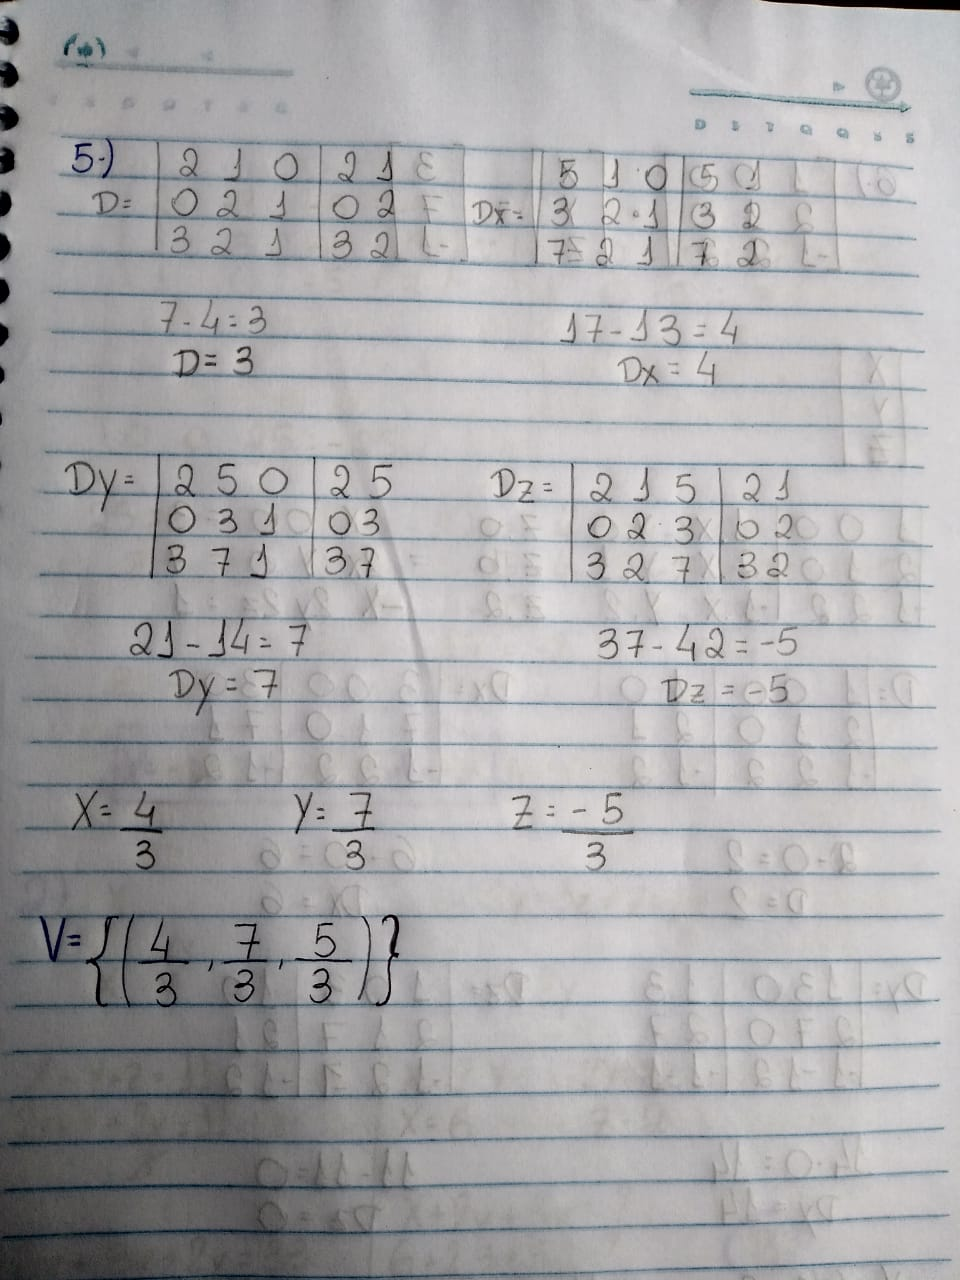 5.)
D= | 2 1 0 | 2 1
0 2 1 | 0 2
3 2 1 | 3 2
Dx= | 5 1 0 | 5 1
3 2 1 | 3 2
7 2 1 | 7 2
7-4=3
D=3
17-13=4
Dx=4
Dy= | 2 5 0 | 2 5
0 3 1 | 0 3
3 7 1 | 3 7
Dz= | 2 1 5 | 2 1
0 2 3 | 0 2
3 2 7 | 3 2
21-14=7
Dy=7
37-42=-5
Dz=-5
X=4/3 Y=7/3 Z=-5/3
V={(4/3, 7/3, 5/3)}